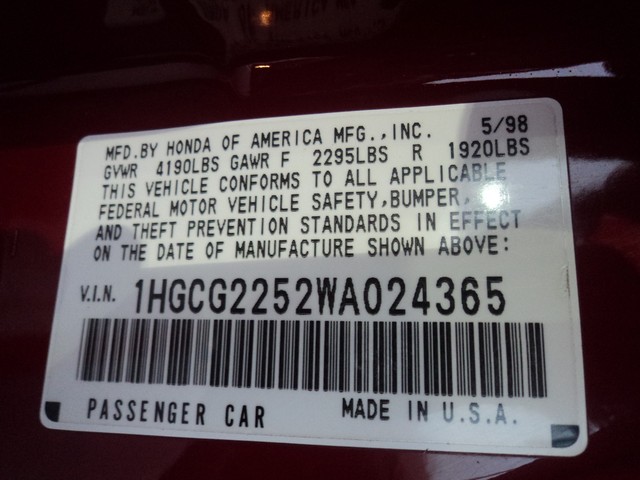 MFD.BY HONDA OF AMERICA MFG.,INC. 5/98
GVWR 4190LBS GAWR F 2295LBS R 1920LBS
THIS VEHICLE CONFORMS TO ALL APPLICABLE
FEDERAL MOTOR VEHICLE SAFETY,BUMPER,
AND THEFT PREVENTION STANDARDS IN EFFECT
ON THE DATE OF MANUFACTURE SHOWN ABOVE:
V.I.N. 1HGCG2252WA024365
PASSENGER CAR MADE IN U.S.A.